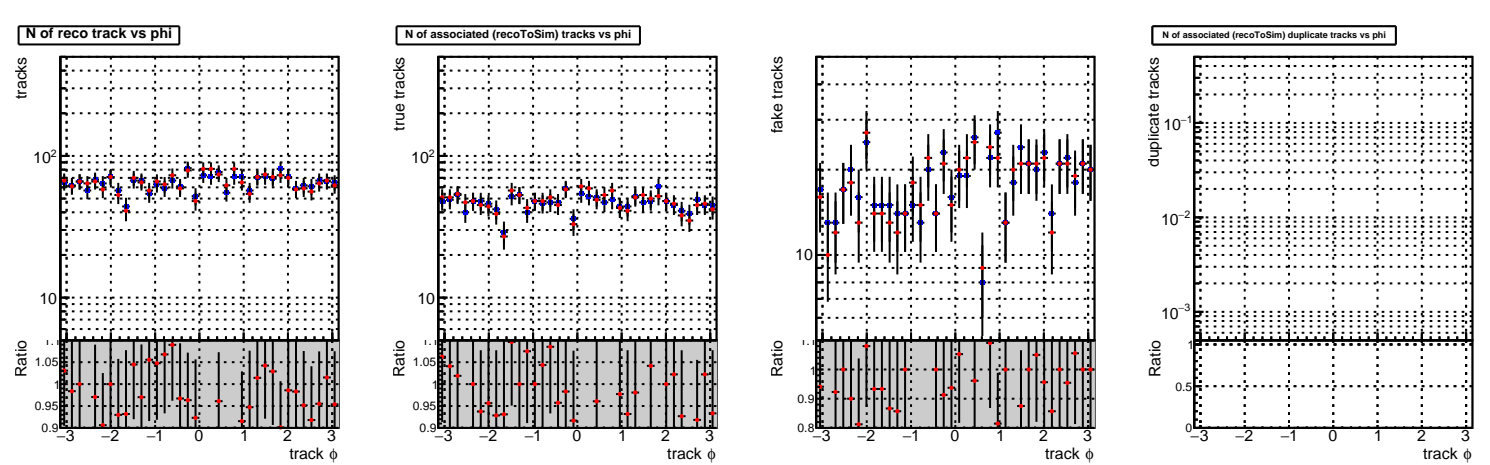 N of reco track vs phi
tracks
10²
10
Ratio
1.05
1
0.95
0.9
−3 −2 −1 0 1 2 3
track ϕ
N of associated (recoToSim) tracks vs phi
true tracks
10²
10
Ratio
1.05
1
0.95
0.9
−3 −2 −1 0 1 2 3
track ϕ
fake tracks
10
Ratio
1
0.9
0.8
−3 −2 −1 0 1 2 3
track ϕ
N of associated (recoToSim) duplicate tracks vs phi
duplicate tracks
10⁻¹
10⁻²
10⁻³
Ratio
1
0.5
0
−3 −2 −1 0 1 2 3
track ϕ